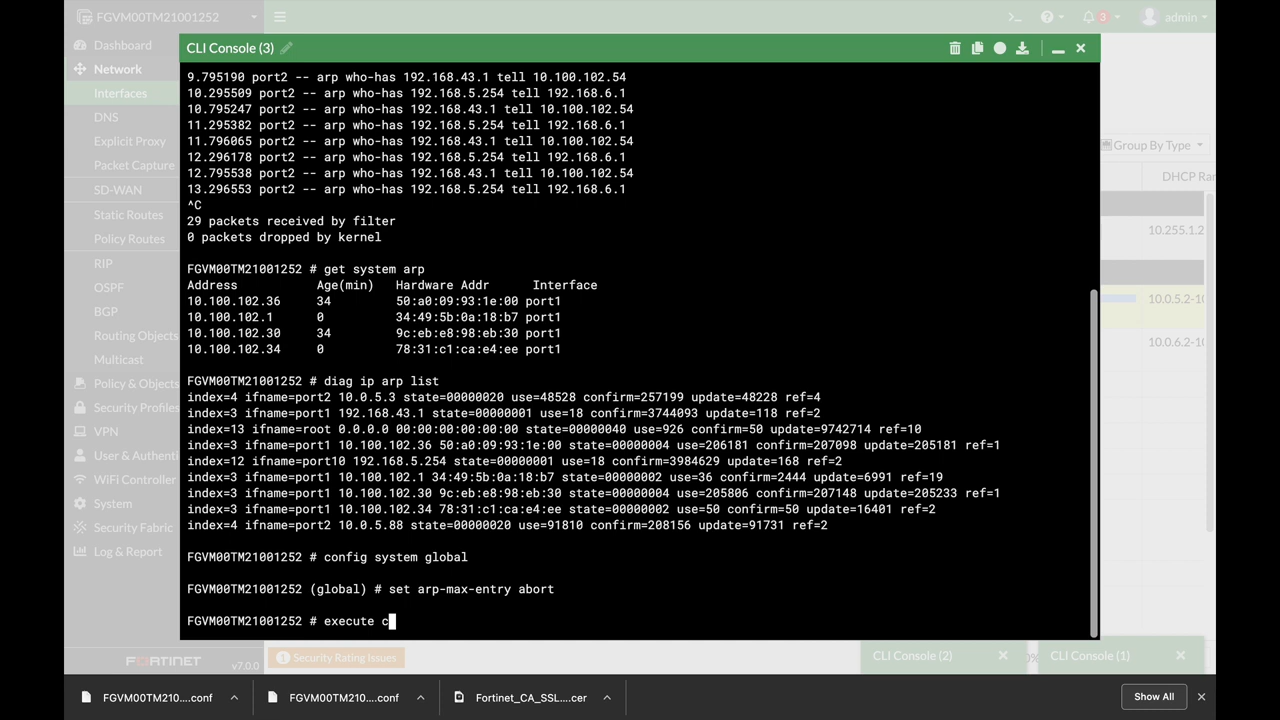 FGVM00TM21001252
>_
3
admin
CLI Console (3)
Dashboard
Network
Interfaces
DNS
Explicit Proxy
Packet Capture
SD-WAN
Static Routes
Policy Routes
RIP
OSPF
BGP
Routing Objects
Multicast
Policy & Objects
Security Profiles
VPN
User & Authenti
WiFi Controller
System
Security Fabric
Log & Report
FORTINET v7.0.0
9.795190 port2 -- arp who-has 192.168.43.1 tell 10.100.102.54
10.295509 port2 -- arp who-has 192.168.5.254 tell 192.168.6.1
10.795247 port2 -- arp who-has 192.168.43.1 tell 10.100.102.54
11.295382 port2 -- arp who-has 192.168.5.254 tell 192.168.6.1
11.796065 port2 -- arp who-has 192.168.43.1 tell 10.100.102.54
12.296178 port2 -- arp who-has 192.168.5.254 tell 192.168.6.1
12.795538 port2 -- arp who-has 192.168.43.1 tell 10.100.102.54
13.296553 port2 -- arp who-has 192.168.5.254 tell 192.168.6.1
^C
29 packets received by filter
0 packets dropped by kernel
FGVM00TM21001252 # get system arp
Address Age(min) Hardware Addr Interface
10.100.102.36 34 50:a0:09:93:1e:00 port1
10.100.102.1 0 34:49:5b:0a:18:b7 port1
10.100.102.30 34 9c:eb:e8:98:eb:30 port1
10.100.102.34 0 78:31:c1:ca:e4:ee port1
FGVM00TM21001252 # diag ip arp list
index=4 ifname=port2 10.0.5.3 state=00000020 use=48528 confirm=257199 update=48228 ref=4
index=3 ifname=port1 192.168.43.1 state=00000001 use=18 confirm=3744093 update=118 ref=2
index=13 ifname=root 0.0.0.0 00:00:00:00:00:00 state=00000040 use=926 confirm=50 update=9742714 ref=10
index=3 ifname=port1 10.100.102.36 50:a0:09:93:1e:00 state=00000004 use=206181 confirm=207098 update=205181 ref=1
index=12 ifname=port10 192.168.5.254 state=00000001 use=18 confirm=3984629 update=168 ref=2
index=3 ifname=port1 10.100.102.1 34:49:5b:0a:18:b7 state=00000002 use=36 confirm=2444 update=6991 ref=19
index=3 ifname=port1 10.100.102.30 9c:eb:e8:98:eb:30 state=00000004 use=205806 confirm=207148 update=205233 ref=1
index=3 ifname=port1 10.100.102.34 78:31:c1:ca:e4:ee state=00000002 use=50 confirm=50 update=16401 ref=2
index=4 ifname=port2 10.0.5.88 state=00000020 use=91810 confirm=208156 update=91731 ref=2
FGVM00TM21001252 # config system global
FGVM00TM21001252 (global) # set arp-max-entry abort
FGVM00TM21001252 # execute c
Group By Type
DHCP Ran
10.255.1.2
10.0.5.2-10
10.0.6.2-10
1 Security Rating Issues
CLI Console (2)
CLI Console (1)
FGVM00TM210....conf
FGVM00TM210....conf
Fortinet_CA_SSL....cer
Show All